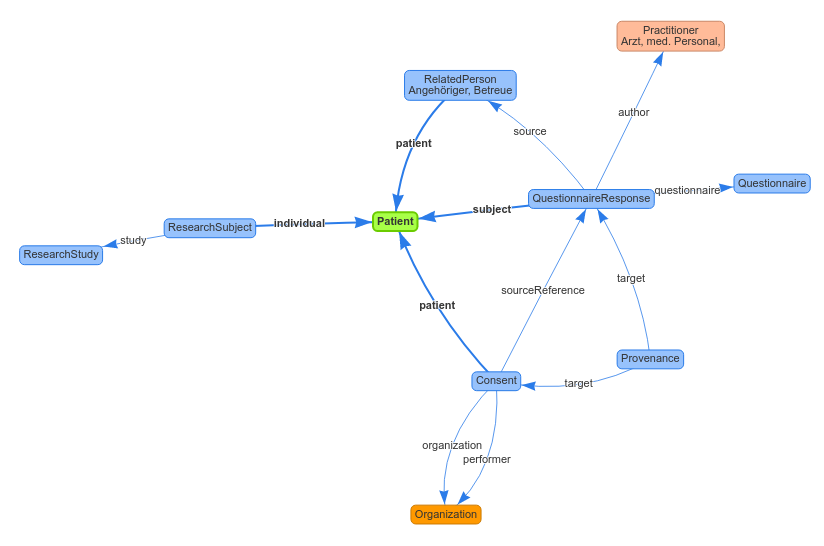 Practitioner
Arzt, med. Personal,
RelatedPerson
Angehöriger, Betreue
author
source
patient
Questionnaire
questionnaire
QuestionnaireResponse
subject
Patient
individual
ResearchSubject
study
ResearchStudy
target
sourceReference
patient
Provenance
Consent
target
organization
performer
Organization